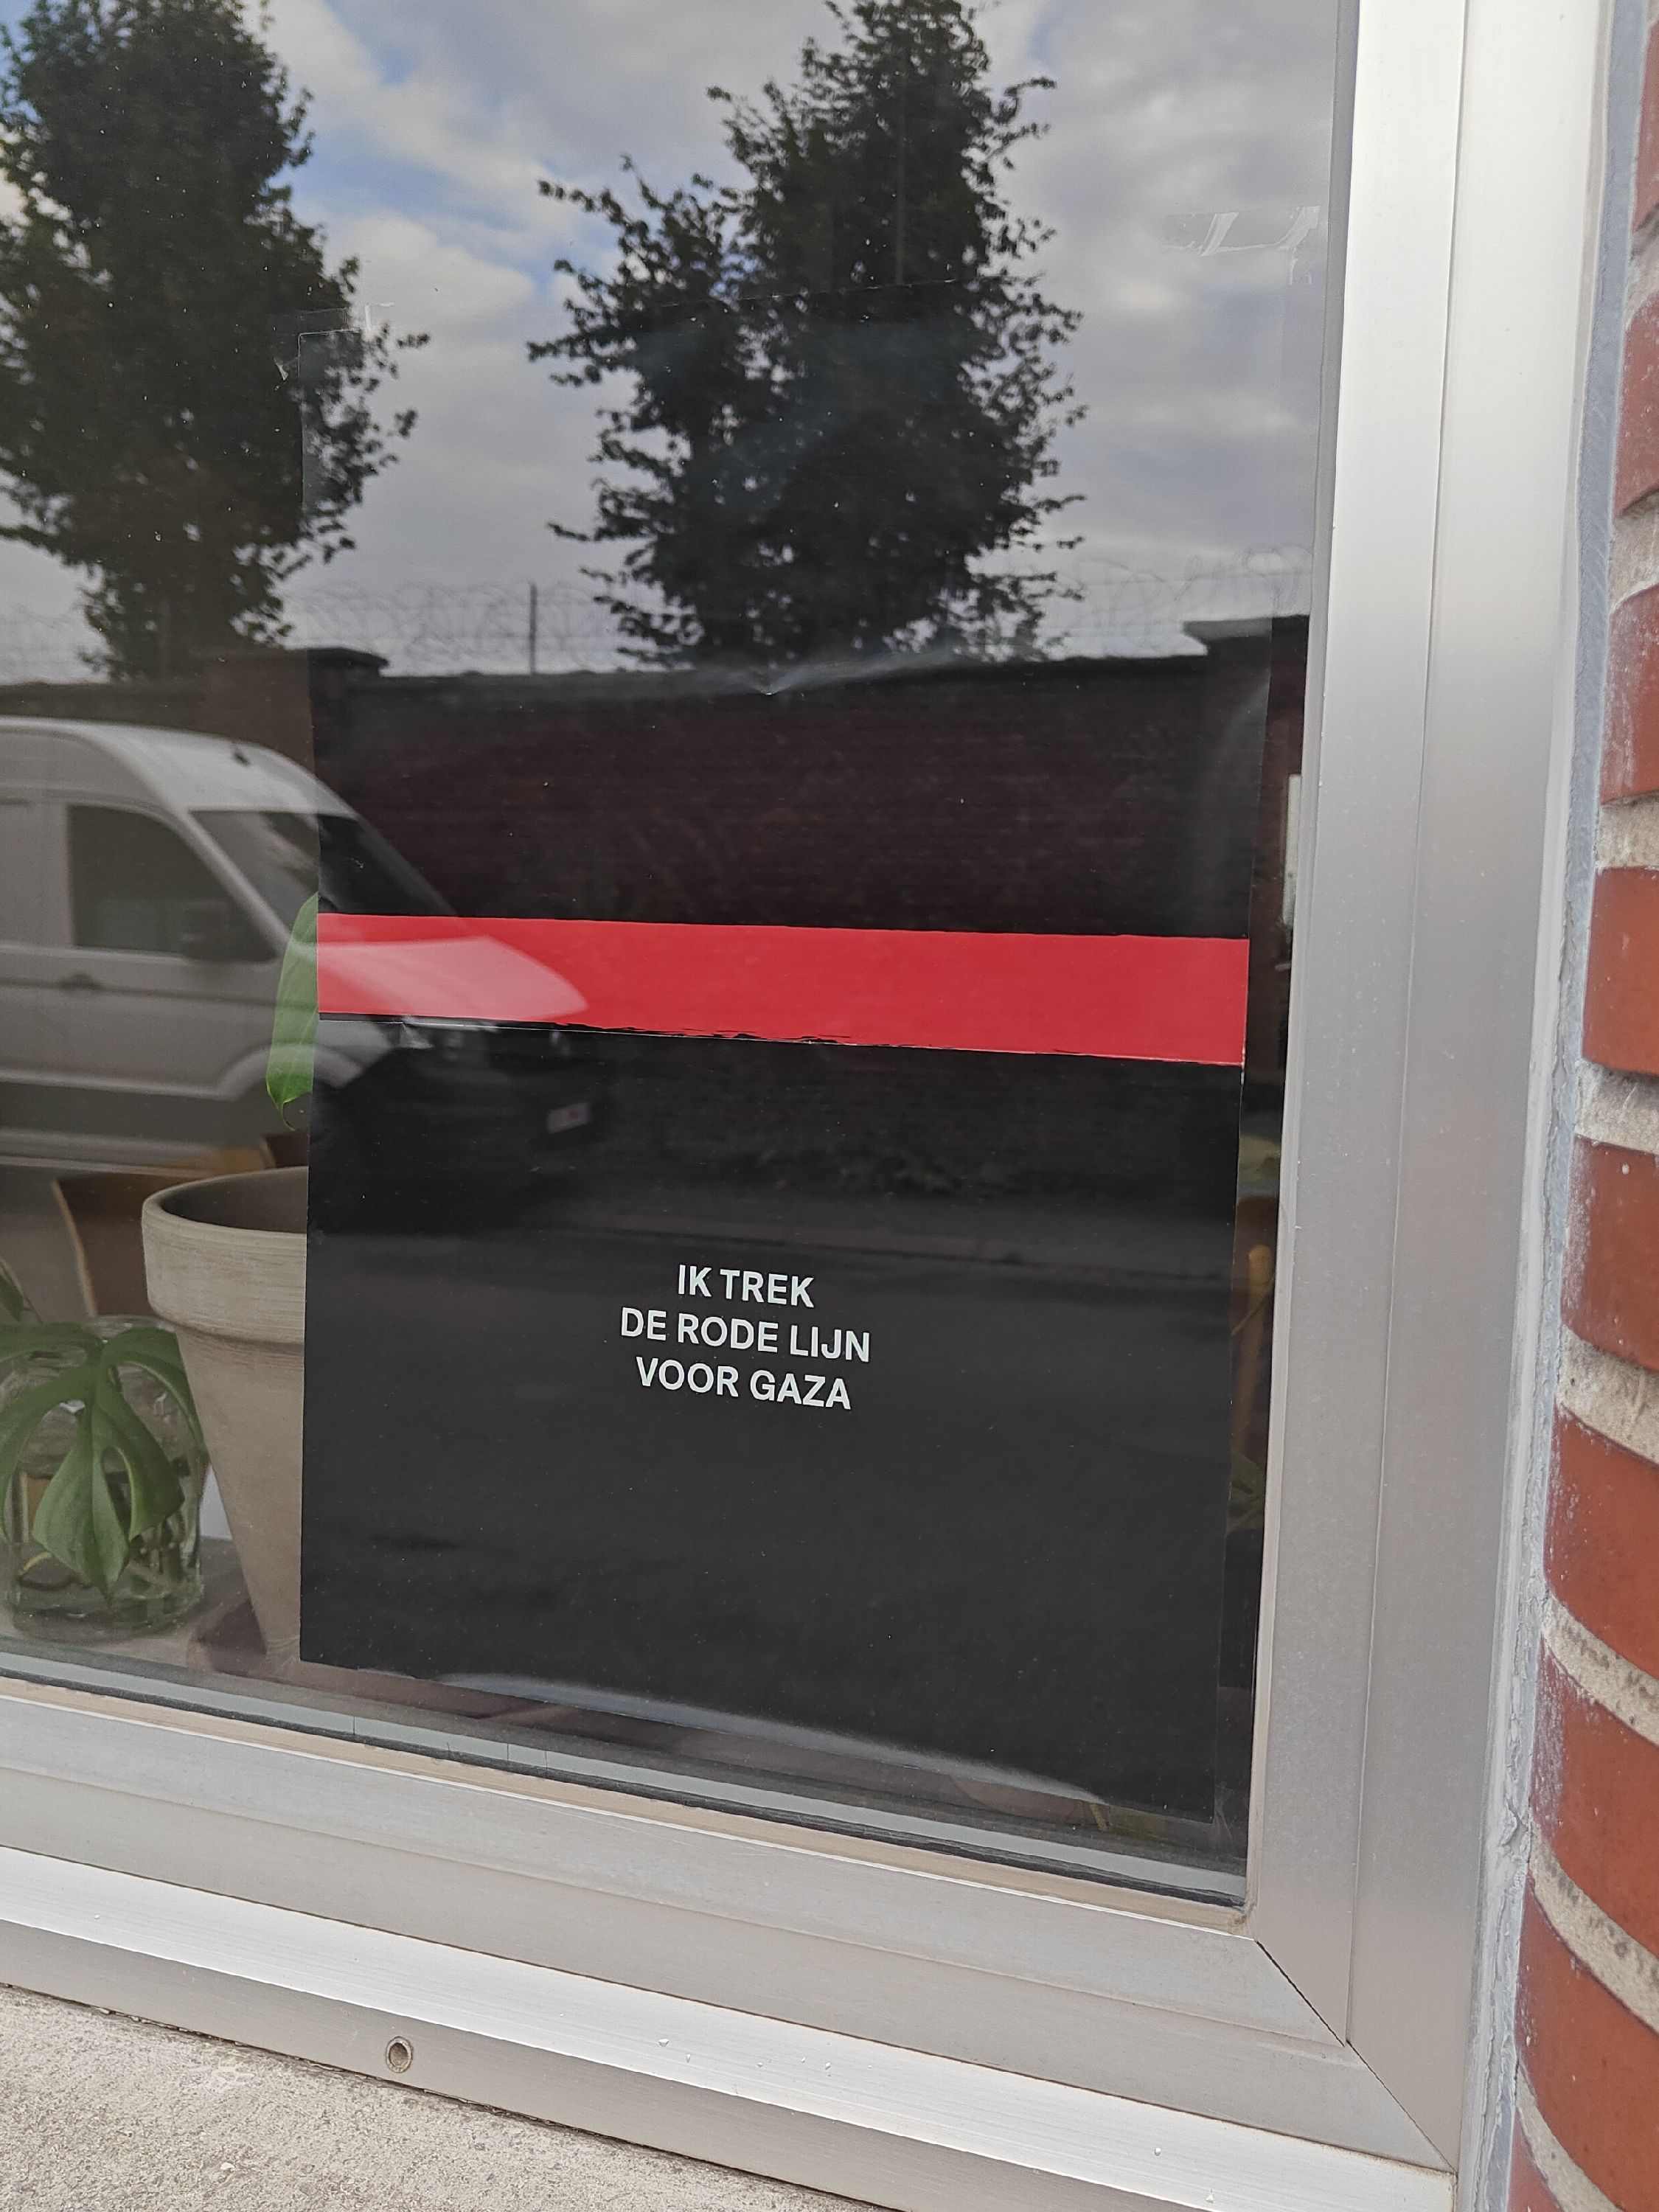 IK TREK
DE RODE LIJN
VOOR GAZA